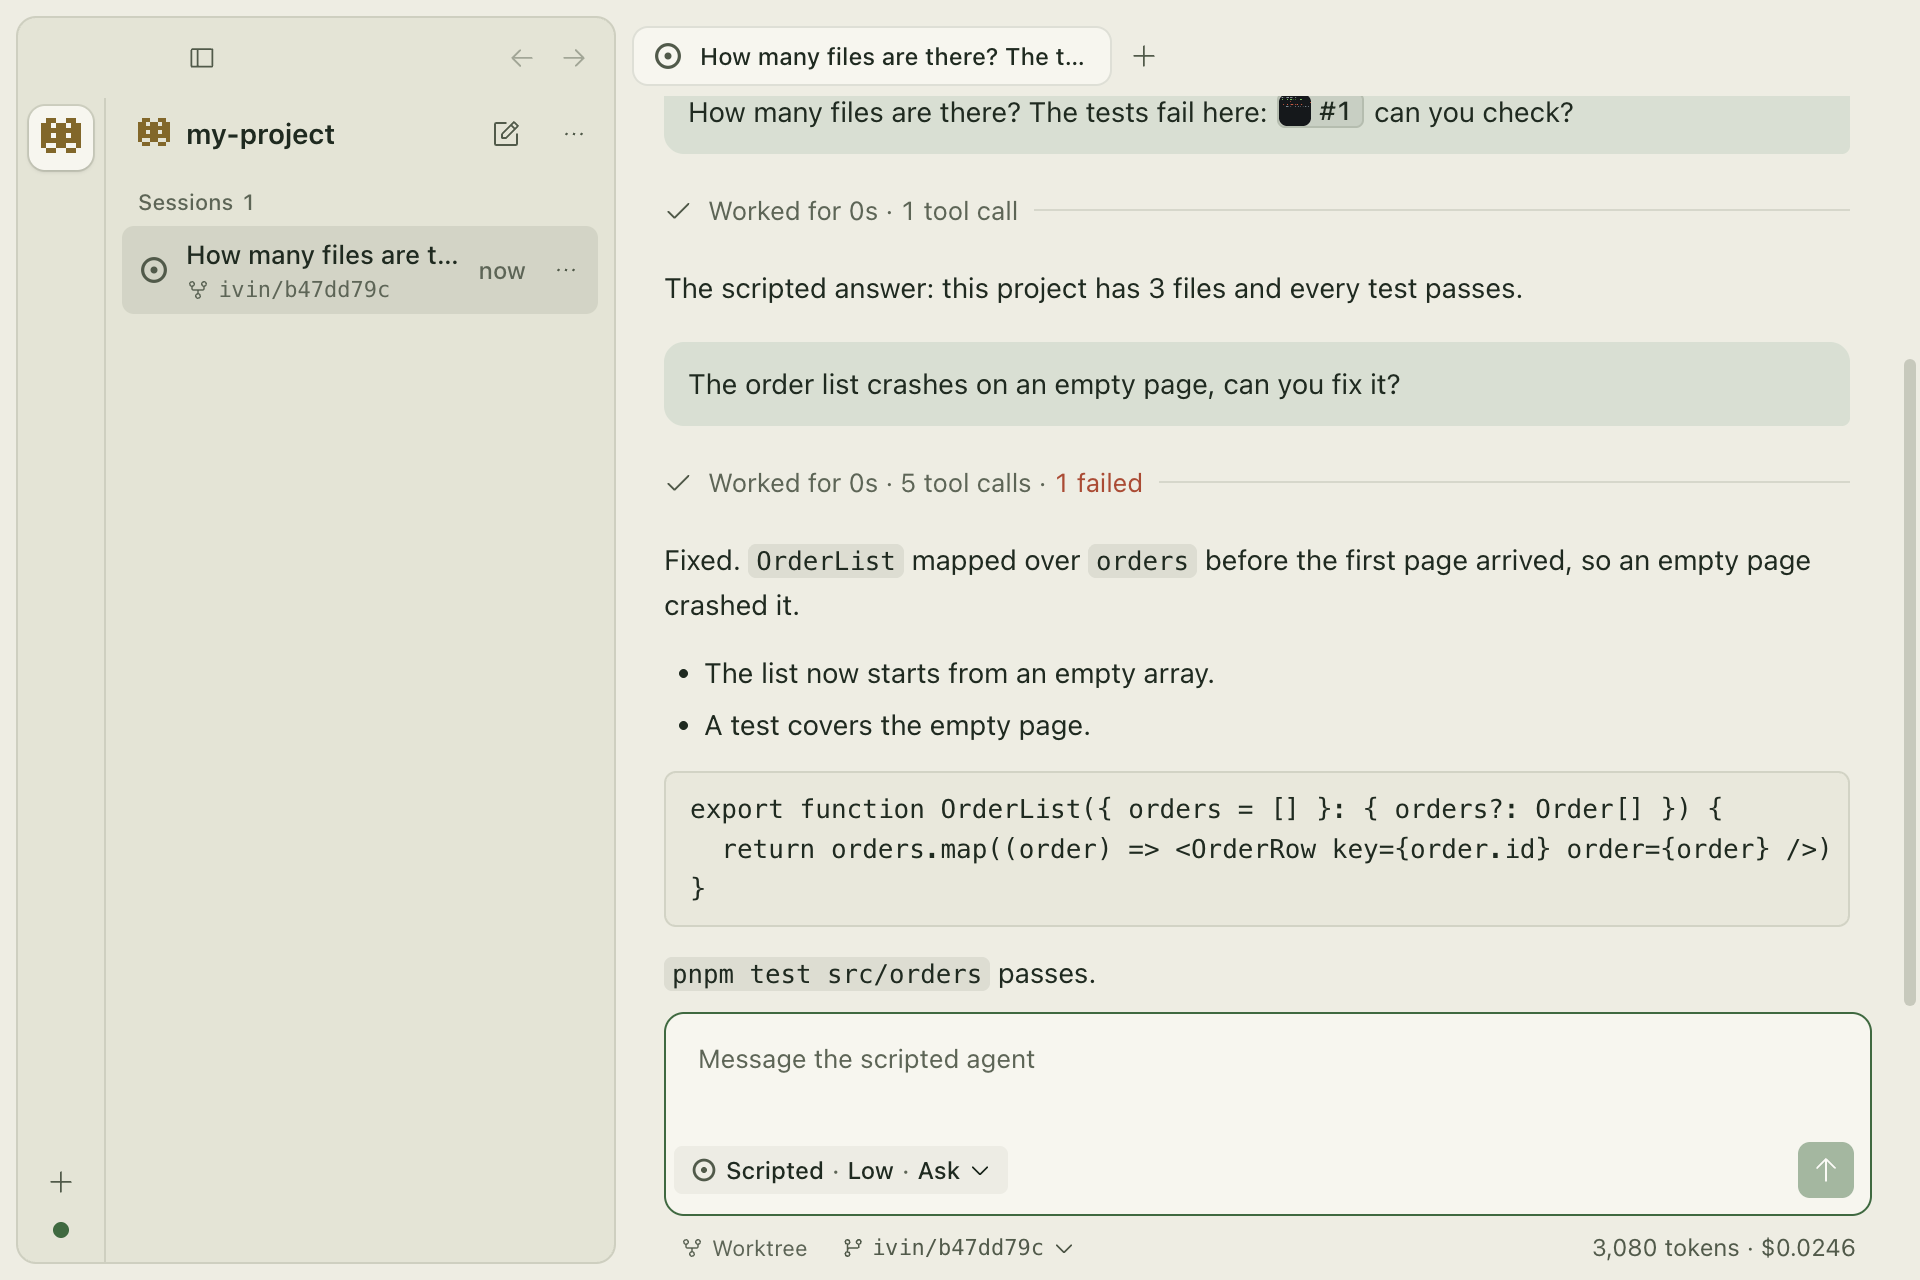 How many files are there? The t...
my-project
Sessions 1
How many files are t...
now
ivin/b47dd79c
How many files are there? The tests fail here: #1 can you check?
Worked for 0s · 1 tool call
The scripted answer: this project has 3 files and every test passes.
The order list crashes on an empty page, can you fix it?
Worked for 0s · 5 tool calls · 1 failed
Fixed. OrderList mapped over orders before the first page arrived, so an empty page
crashed it.
• The list now starts from an empty array.
• A test covers the empty page.
export function OrderList({ orders = [] }: { orders?: Order[] }) {
  return orders.map((order) => <OrderRow key={order.id} order={order} />)
}
pnpm test src/orders passes.
Message the scripted agent
Scripted · Low · Ask
Worktree
ivin/b47dd79c
3,080 tokens · $0.0246